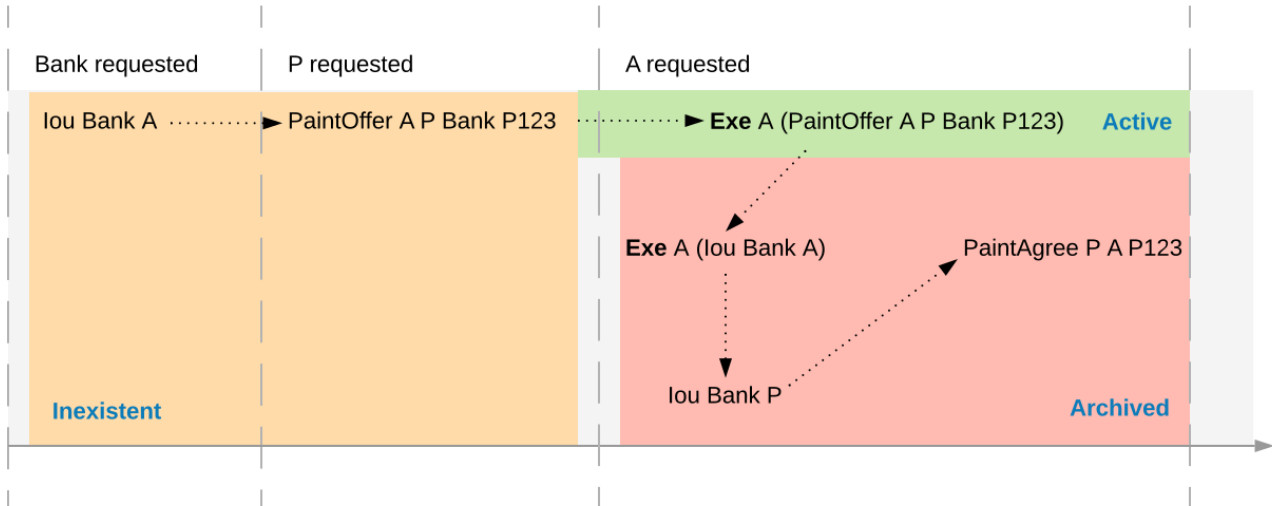 Bank requested
P requested
A requested
Iou Bank A
PaintOffer A P Bank P123
Exe A (PaintOffer A P Bank P123)
Active
Exe A (Iou Bank A)
PaintAgree P A P123
Iou Bank P
Inexistent
Archived